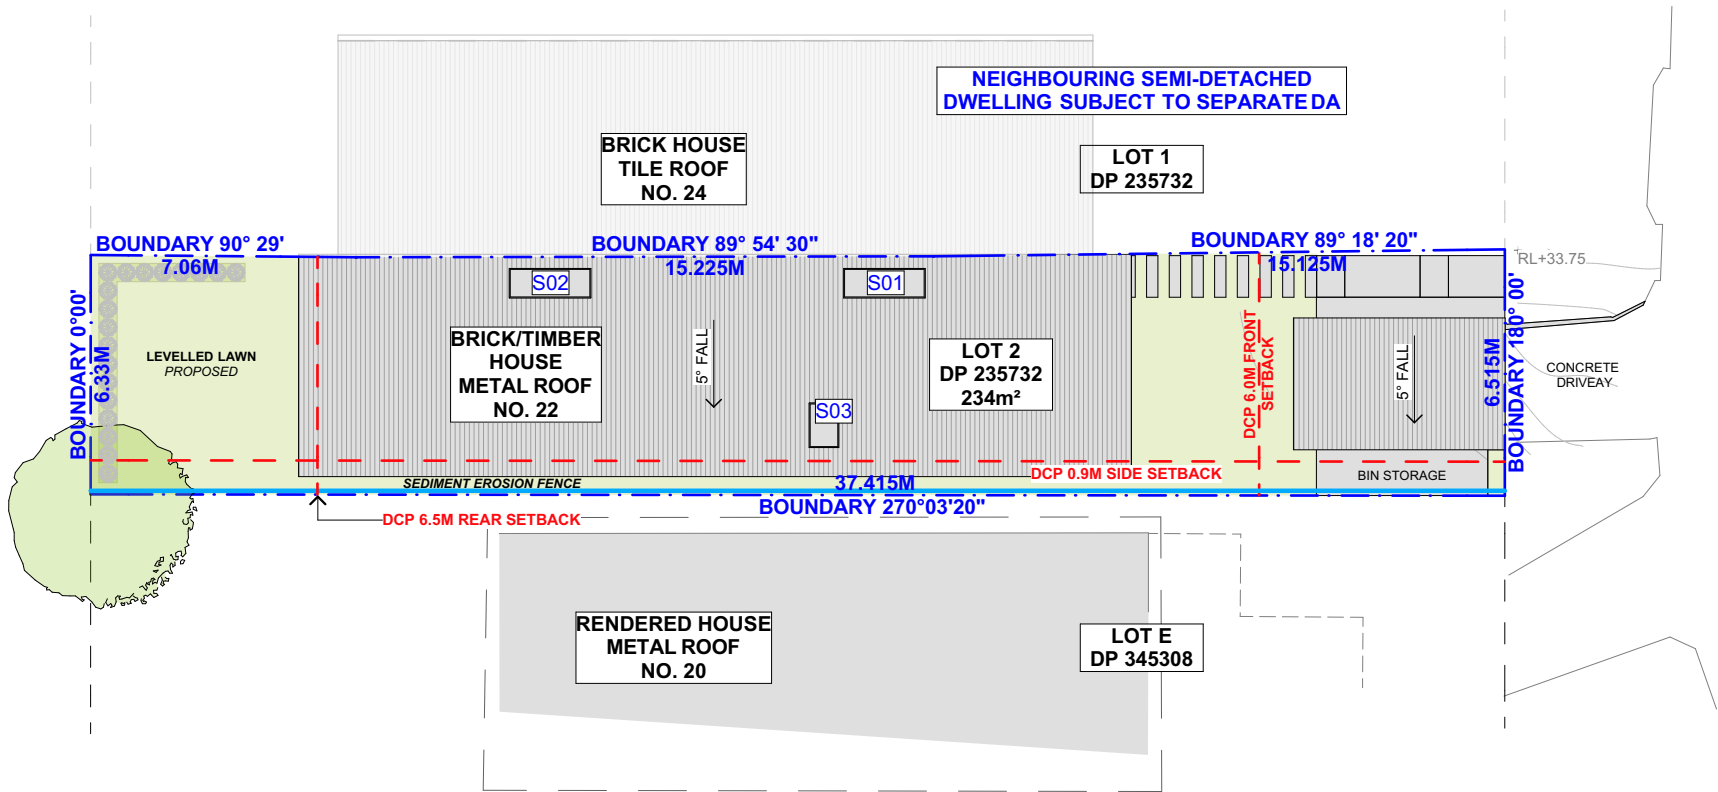 NEIGHBOURING SEMI-DETACHED
DWELLING SUBJECT TO SEPARATE DA
BRICK HOUSE
TILE ROOF
NO. 24
LOT 1
DP 235732
BOUNDARY 90° 29'
7.06M
BOUNDARY 89° 54' 30"
15.225M
BOUNDARY 89° 18' 20"
15.125M
RL+33.75
S02
S01
BOUNDARY 0°00'
6.33M
LEVELLED LAWN
PROPOSED
BRICK/TIMBER
HOUSE
METAL ROOF
NO. 22
5° FALL
LOT 2
DP 235732
234m²
S03
DCP 6.0M FRONT
SETBACK
5° FALL
6.515M
BOUNDARY 180° 00'
CONCRETE
DRIVEAY
DCP 0.9M SIDE SETBACK
BIN STORAGE
SEDIMENT EROSION FENCE
37.415M
BOUNDARY 270°03'20"
DCP 6.5M REAR SETBACK
RENDERED HOUSE
METAL ROOF
NO. 20
LOT E
DP 345308